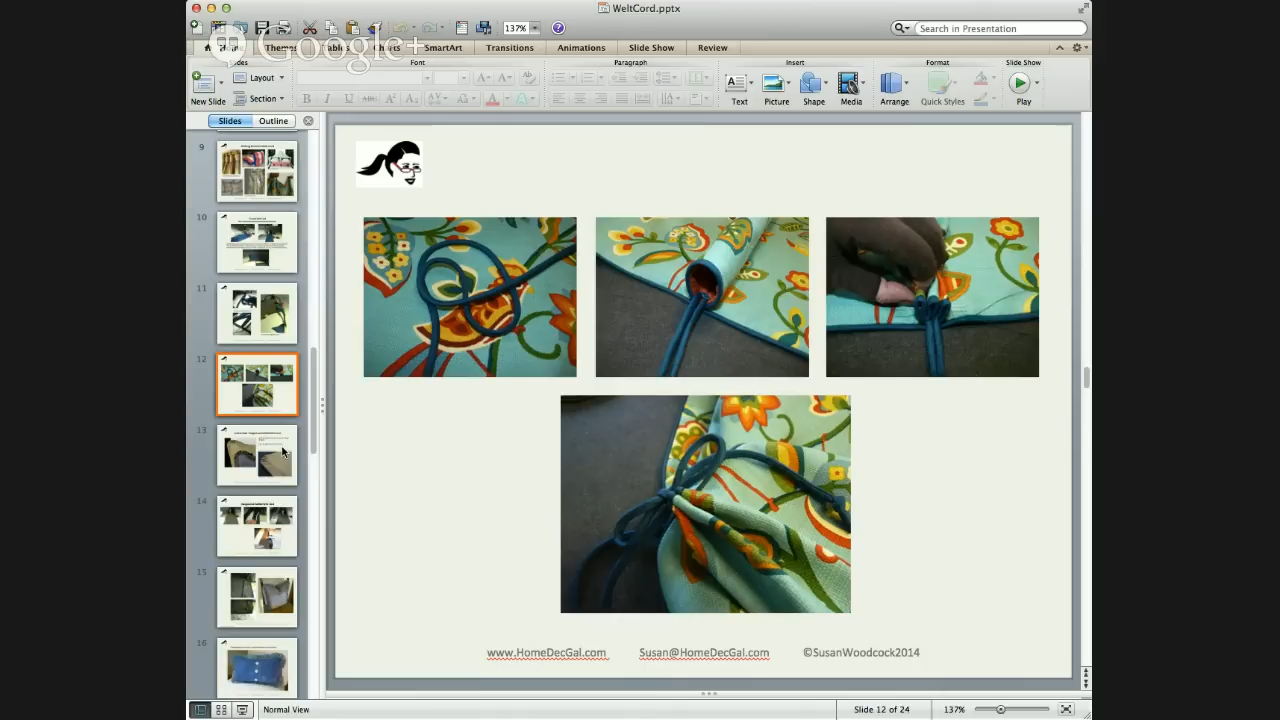 WeltCord.pptx
137%
Search in Presentation
Google+
Home Themes Tables Charts SmartArt Transitions Animations Slide Show Review
Slides Font Paragraph Insert Format Slide Show
New Slide Layout Section Text Picture Shape Media Arrange Quick Styles Play
Slides Outline
9
10
11
12
13
14
15
16
www.HomeDecGal.com Susan@HomeDecGal.com ©SusanWoodcock2014
Normal View Slide 12 of 24 137%